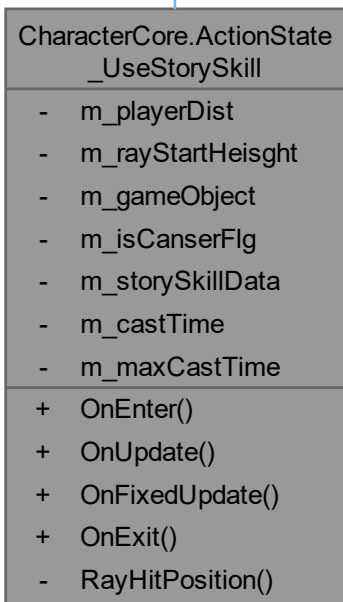 CharacterCore.ActionState
_UseStorySkill
- m_playerDist
- m_rayStartHeisght
- m_gameObject
- m_isCanserFlg
- m_storySkillData
- m_castTime
- m_maxCastTime
+ OnEnter()
+ OnUpdate()
+ OnFixedUpdate()
+ OnExit()
- RayHitPosition()